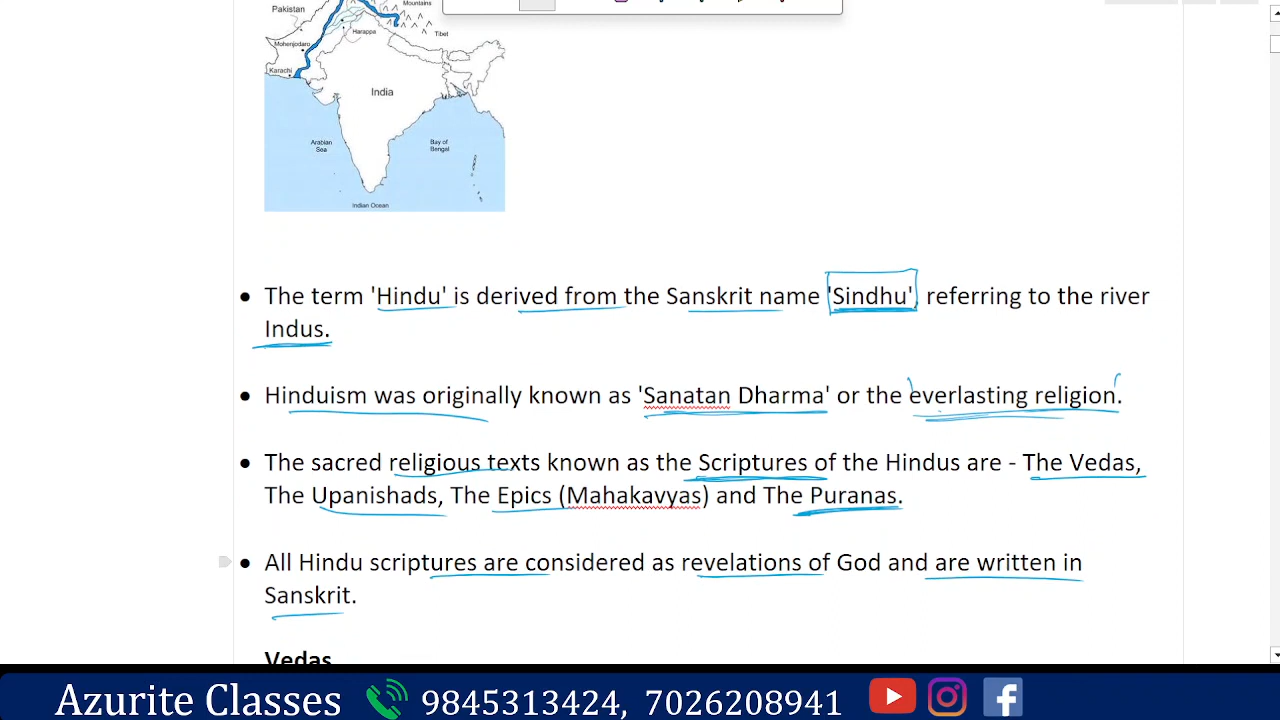 Pakistan
Mountains
Harappa
Tibet
Mohenjodaro
Karachi
India
Arabian
Sea
Bay of
Bengal
Indian Ocean
• The term 'Hindu' is derived from the Sanskrit name 'Sindhu', referring to the river
Indus.
• Hinduism was originally known as 'Sanatan Dharma' or the everlasting religion.
• The sacred religious texts known as the Scriptures of the Hindus are - The Vedas,
The Upanishads, The Epics (Mahakavyas) and The Puranas.
• All Hindu scriptures are considered as revelations of God and are written in
Sanskrit.
Vedas
Azurite Classes 9845313424, 7026208941